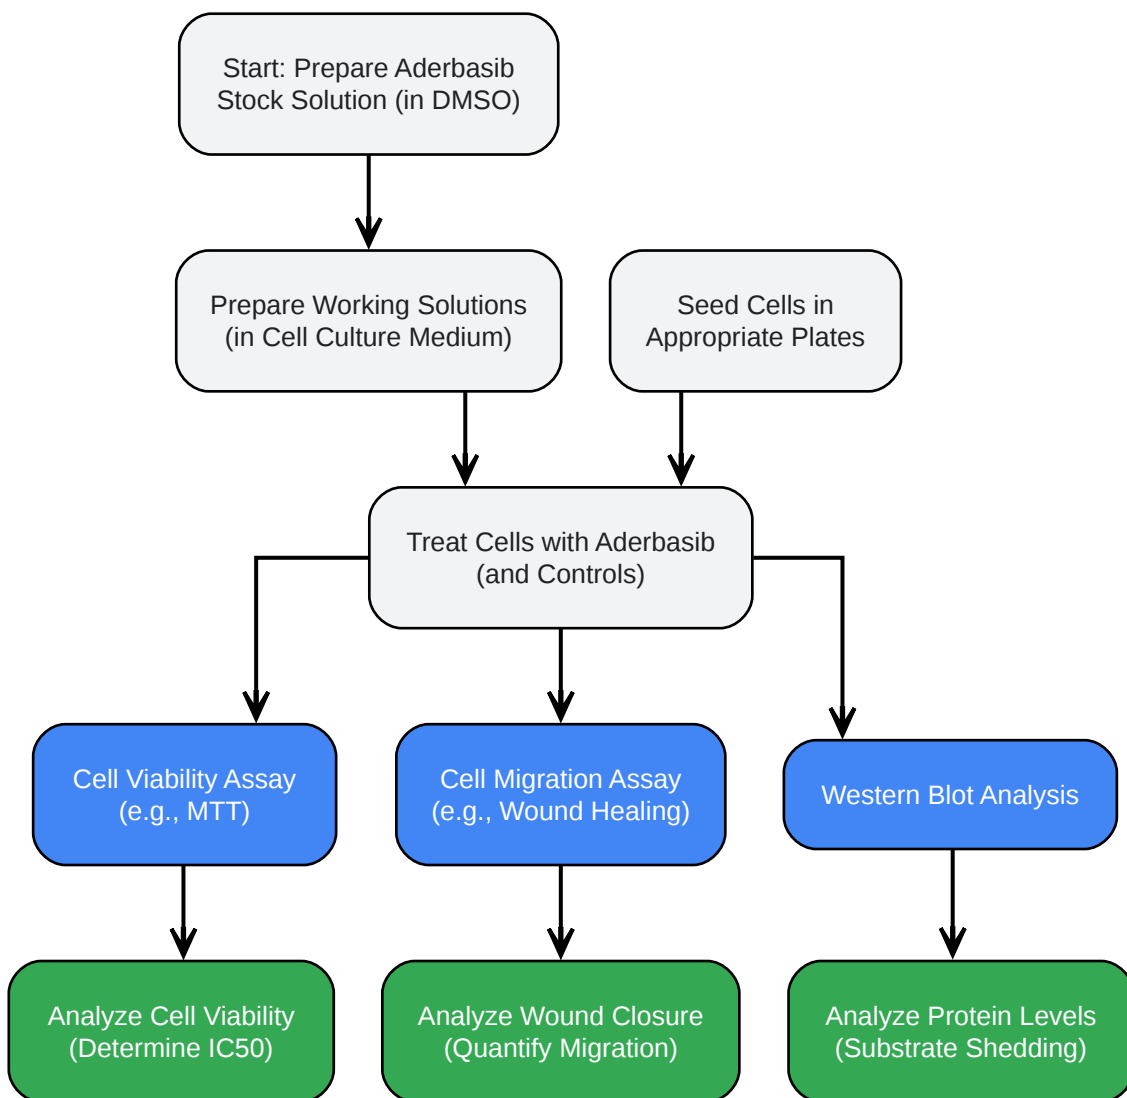 Start: Prepare Aderbasib
Stock Solution (in DMSO)
Prepare Working Solutions
(in Cell Culture Medium)
Seed Cells in
Appropriate Plates
Treat Cells with Aderbasib
(and Controls)
Cell Viability Assay
(e.g., MTT)
Cell Migration Assay
(e.g., Wound Healing)
Western Blot Analysis
Analyze Cell Viability
(Determine IC50)
Analyze Wound Closure
(Quantify Migration)
Analyze Protein Levels
(Substrate Shedding)